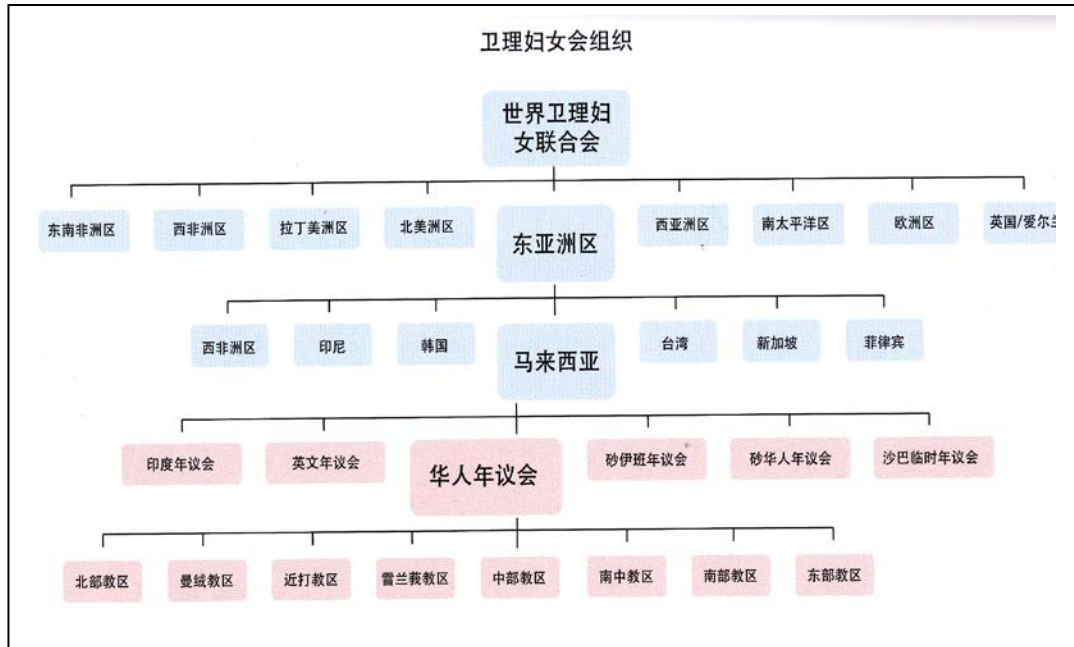 卫理妇女会组织
世界卫理妇
女联合会
东南非洲区
西非洲区
拉丁美洲区
北美洲区
东亚洲区
西亚洲区
南太平洋区
欧洲区
英国/爱尔兰
西非洲区
印尼
韩国
马来西亚
台湾
新加坡
菲律宾
印度年议会
英文年议会
华人年议会
砂伊班年议会
砂华人年议会
沙巴临时年议会
北部教区
曼绒教区
近打教区
雪兰莪教区
中部教区
南中教区
南部教区
东部教区